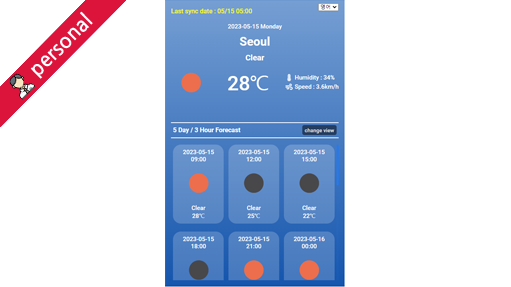 personal
Last sync date : 05/15 05:00
2023-05-15 Monday
Seoul
Clear
28℃
Humidity : 34%
Speed : 3.6km/h
5 Day / 3 Hour Forecast
change view
2023-05-15
09:00
Clear
28℃
2023-05-15
12:00
Clear
25℃
2023-05-15
15:00
Clear
22℃
2023-05-15
18:00
2023-05-15
21:00
2023-05-16
00:00